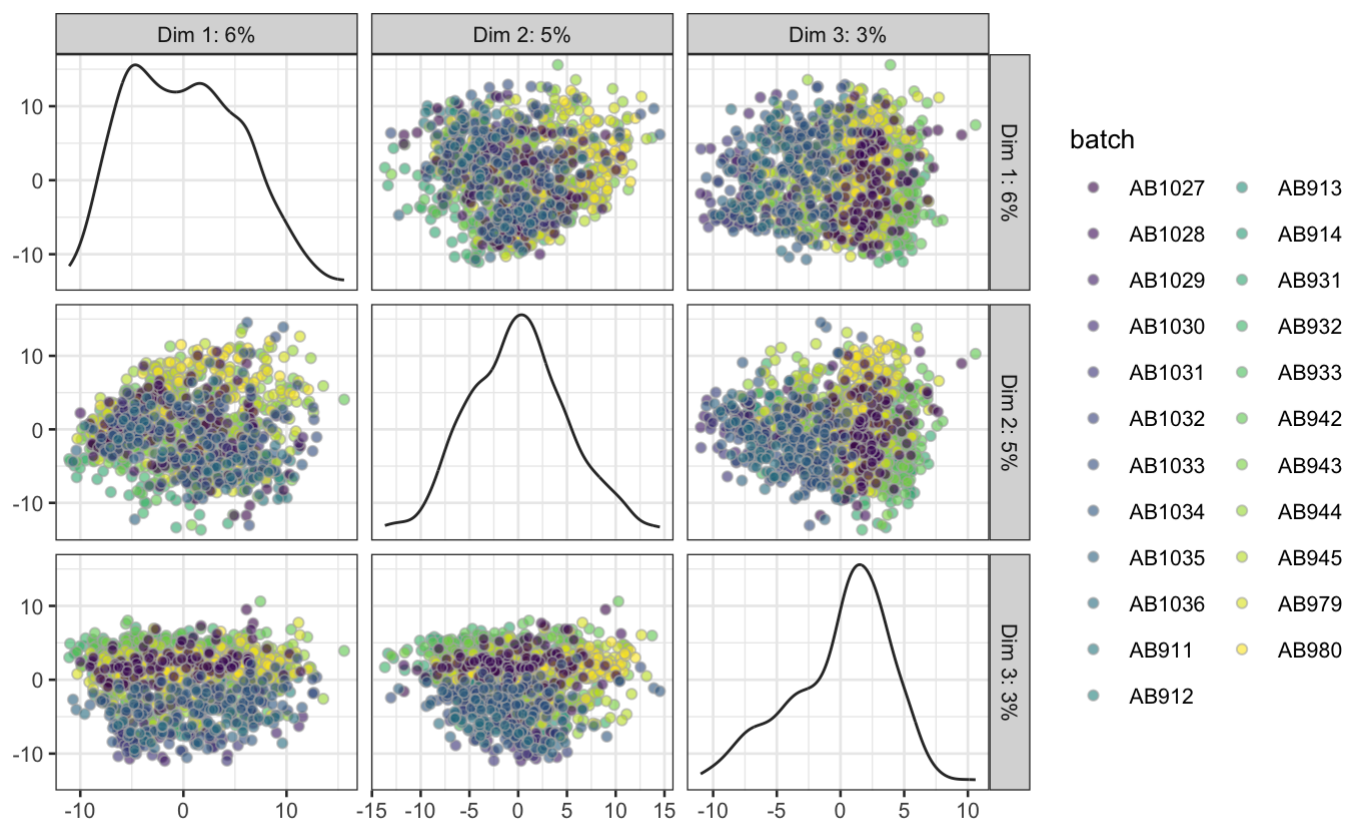 Dim 1: 6%
Dim 2: 5%
Dim 3: 3%
10
0
-10
Dim 1: 6%
10
0
-10
Dim 2: 5%
10
0
-10
Dim 3: 3%
-10
0
10
-15
-10
-5
0
5
10
15
-10
-5
0
5
10
batch
AB1027
AB1028
AB1029
AB1030
AB1031
AB1032
AB1033
AB1034
AB1035
AB1036
AB911
AB912
AB913
AB914
AB931
AB932
AB933
AB942
AB943
AB944
AB945
AB979
AB980